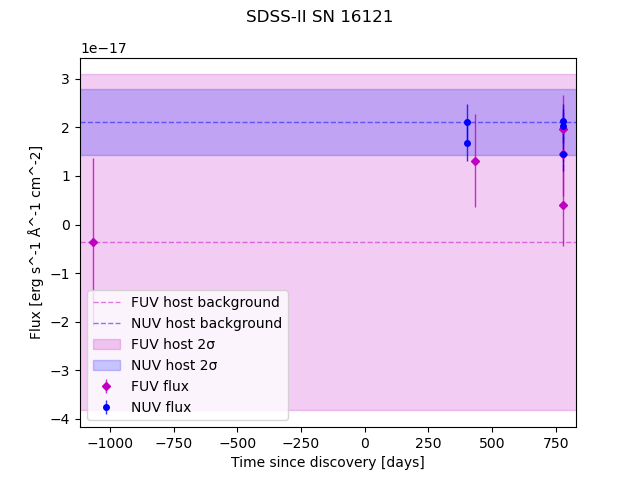 SDSS-II SN 16121
1e−17
3
2
1
0
−1
−2
−3
−4
Flux [erg s^-1 Å^-1 cm^-2]
FUV host background
NUV host background
FUV host 2σ
NUV host 2σ
FUV flux
NUV flux
−1000 −750 −500 −250 0 250 500 750
Time since discovery [days]